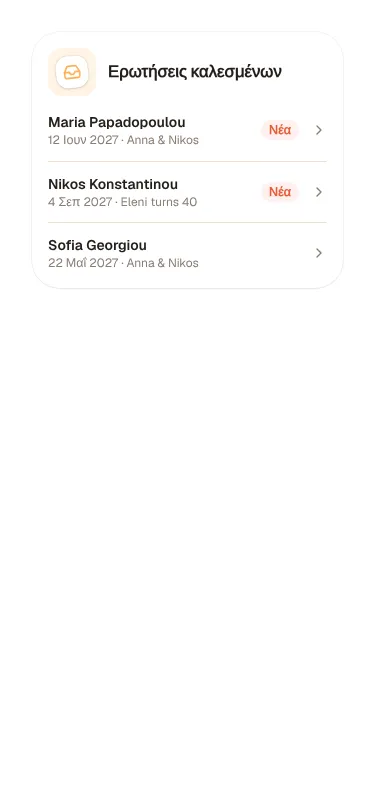 Ερωτήσεις καλεσμένων
Maria Papadopoulou
12 Ιουν 2027 · Anna & Nikos
Νέα
Nikos Konstantinou
4 Σεπ 2027 · Eleni turns 40
Νέα
Sofia Georgiou
22 Μαΐ 2027 · Anna & Nikos